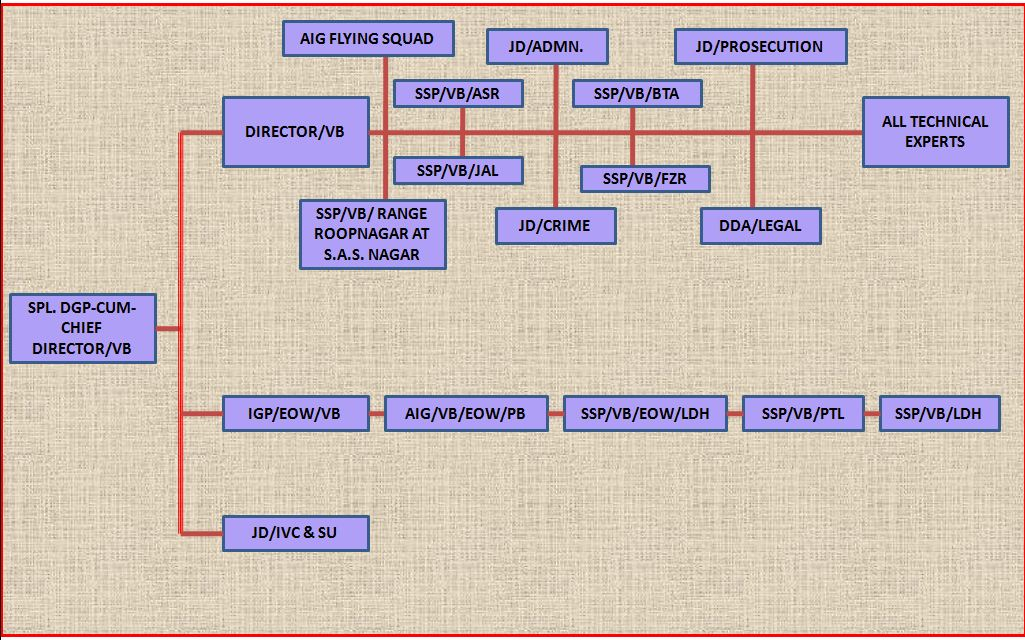 AIG FLYING SQUAD
JD/ADMN.
JD/PROSECUTION
SSP/VB/ASR
SSP/VB/BTA
DIRECTOR/VB
ALL TECHNICAL
EXPERTS
SSP/VB/JAL
SSP/VB/FZR
SSP/VB/ RANGE
ROOPNAGAR AT
S.A.S. NAGAR
JD/CRIME
DDA/LEGAL
SPL. DGP-CUM-
CHIEF
DIRECTOR/VB
IGP/EOW/VB
AIG/VB/EOW/PB
SSP/VB/EOW/LDH
SSP/VB/PTL
SSP/VB/LDH
JD/IVC & SU